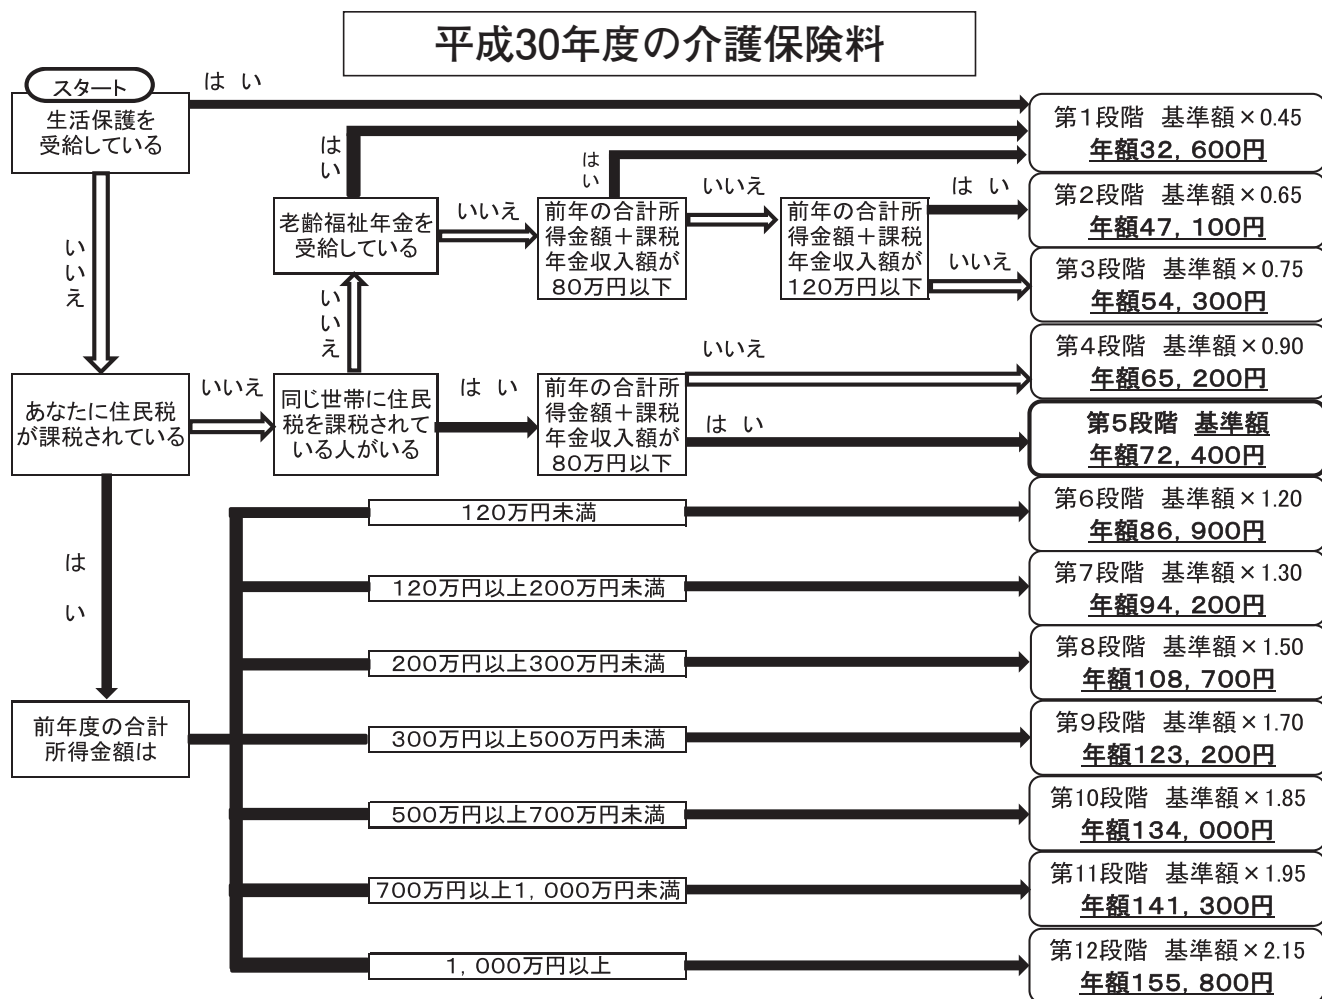 平成30年度の介護保険料
スタート
生活保護を
受給している
はい
いいえ
あなたに住民税
が課税されている
いいえ
はい
同じ世帯に住民
税を課税されて
いる人がいる
いいえ
はい
老齢福祉年金を
受給している
はい
いいえ
前年の合計所
得金額＋課税
年金収入額が
80万円以下
はい
いいえ
前年の合計所
得金額＋課税
年金収入額が
120万円以下
はい
いいえ
前年の合計所
得金額＋課税
年金収入額が
80万円以下
いいえ
はい
前年度の合計
所得金額は
120万円未満
120万円以上200万円未満
200万円以上300万円未満
300万円以上500万円未満
500万円以上700万円未満
700万円以上1，000万円未満
1，000万円以上
第1段階　基準額×0.45
年額32，600円
第2段階　基準額×0.65
年額47，100円
第3段階　基準額×0.75
年額54，300円
第4段階　基準額×0.90
年額65，200円
第5段階　基準額
年額72，400円
第6段階　基準額×1.20
年額86，900円
第7段階　基準額×1.30
年額94，200円
第8段階　基準額×1.50
年額108，700円
第9段階　基準額×1.70
年額123，200円
第10段階　基準額×1.85
年額134，000円
第11段階　基準額×1.95
年額141，300円
第12段階　基準額×2.15
年額155，800円